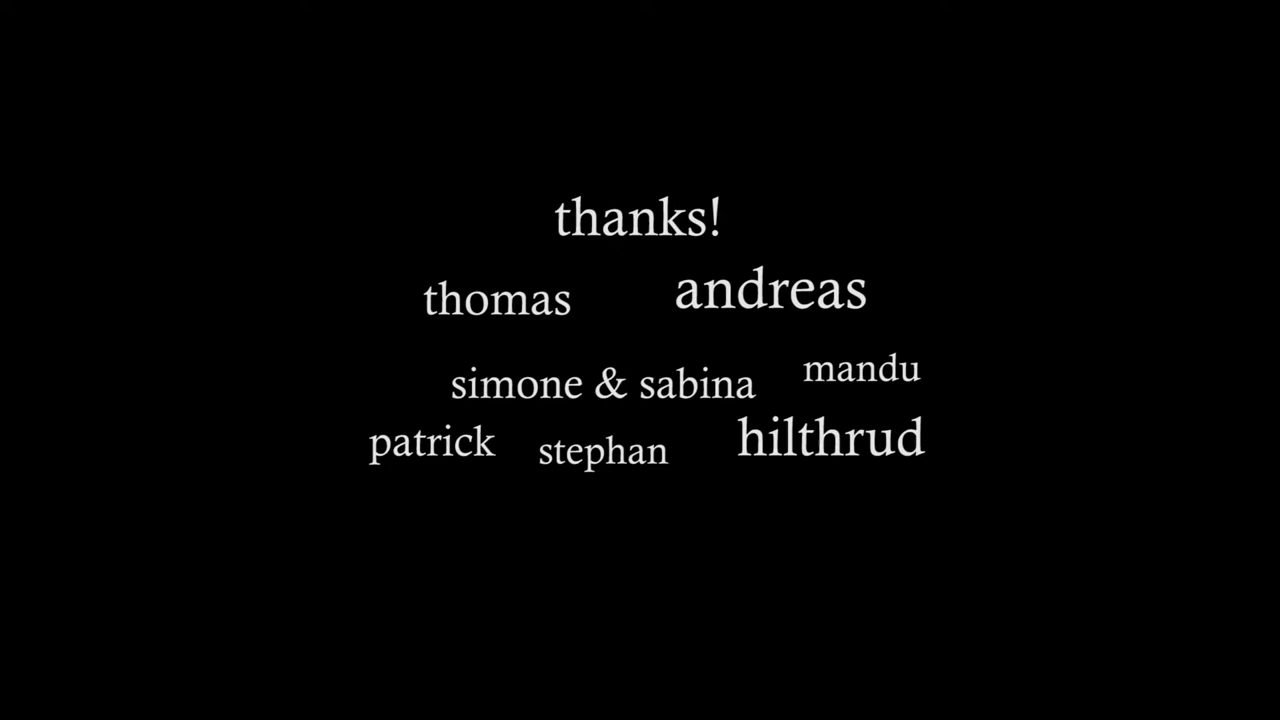 thanks!
thomas andreas
simone & sabina mandu
patrick stephan hilthrud